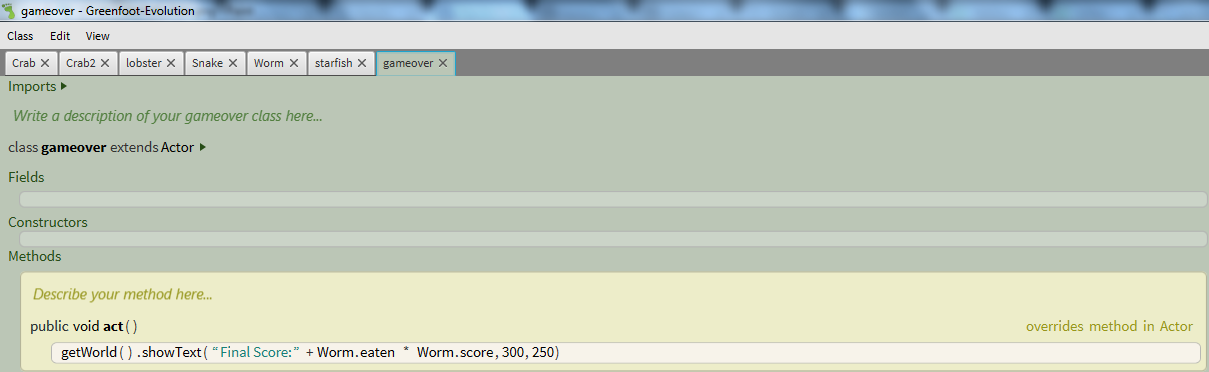 gameover - Greenfoot-Evolution
Class Edit View
Crab × Crab2 × lobster × Snake × Worm × starfish × gameover ×
Imports
Write a description of your gameover class here...
class gameover extends Actor
Fields
Constructors
Methods
Describe your method here...
public void act() overrides method in Actor
getWorld().showText(“Final Score:” + Worm.eaten * Worm.score, 300, 250)